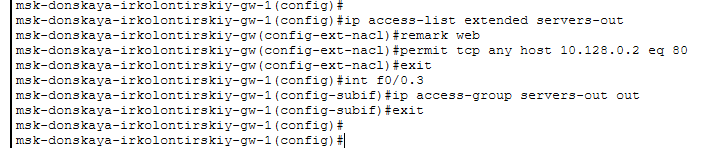 msk-donskaya-irkolontirskiy-gw-1(config)#
msk-donskaya-irkolontirskiy-gw-1(config)#ip access-list extended servers-out
msk-donskaya-irkolontirskiy-gw(config-ext-nacl)#remark web
msk-donskaya-irkolontirskiy-gw(config-ext-nacl)#permit tcp any host 10.128.0.2 eq 80
msk-donskaya-irkolontirskiy-gw(config-ext-nacl)#exit
msk-donskaya-irkolontirskiy-gw-1(config)#int f0/0.3
msk-donskaya-irkolontirskiy-gw-1(config-subif)#ip access-group servers-out out
msk-donskaya-irkolontirskiy-gw-1(config-subif)#exit
msk-donskaya-irkolontirskiy-gw-1(config)#
msk-donskaya-irkolontirskiy-gw-1(config)#